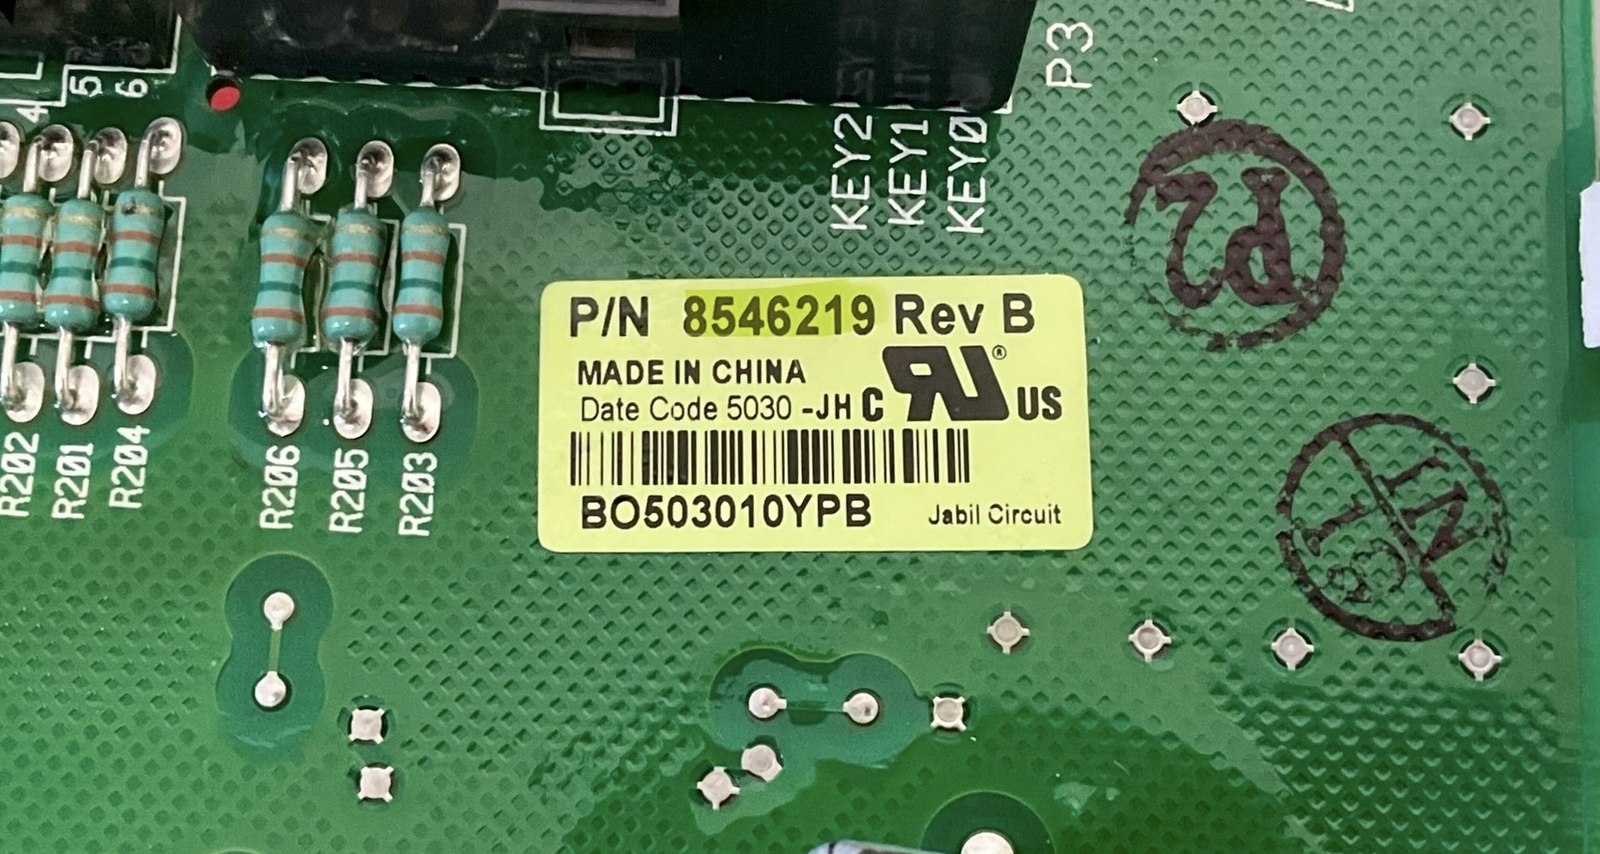 5
6
4
P3
KEY2
KEY1
KEY0
R202
R201
R204
R206
R205
R203
P/N 8546219 Rev B
MADE IN CHINA
Date Code 5030 -JH C RU® US
BO503010YPB
Jabil Circuit